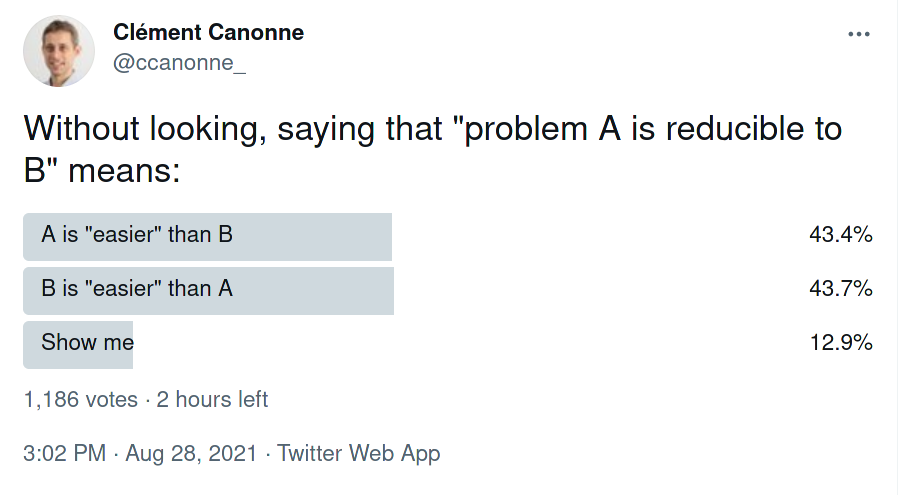 Clément Canonne
@ccanonne_
Without looking, saying that "problem A is reducible to
B" means:
A is "easier" than B 43.4%
B is "easier" than A 43.7%
Show me 12.9%
1,186 votes · 2 hours left
3:02 PM · Aug 28, 2021 · Twitter Web App